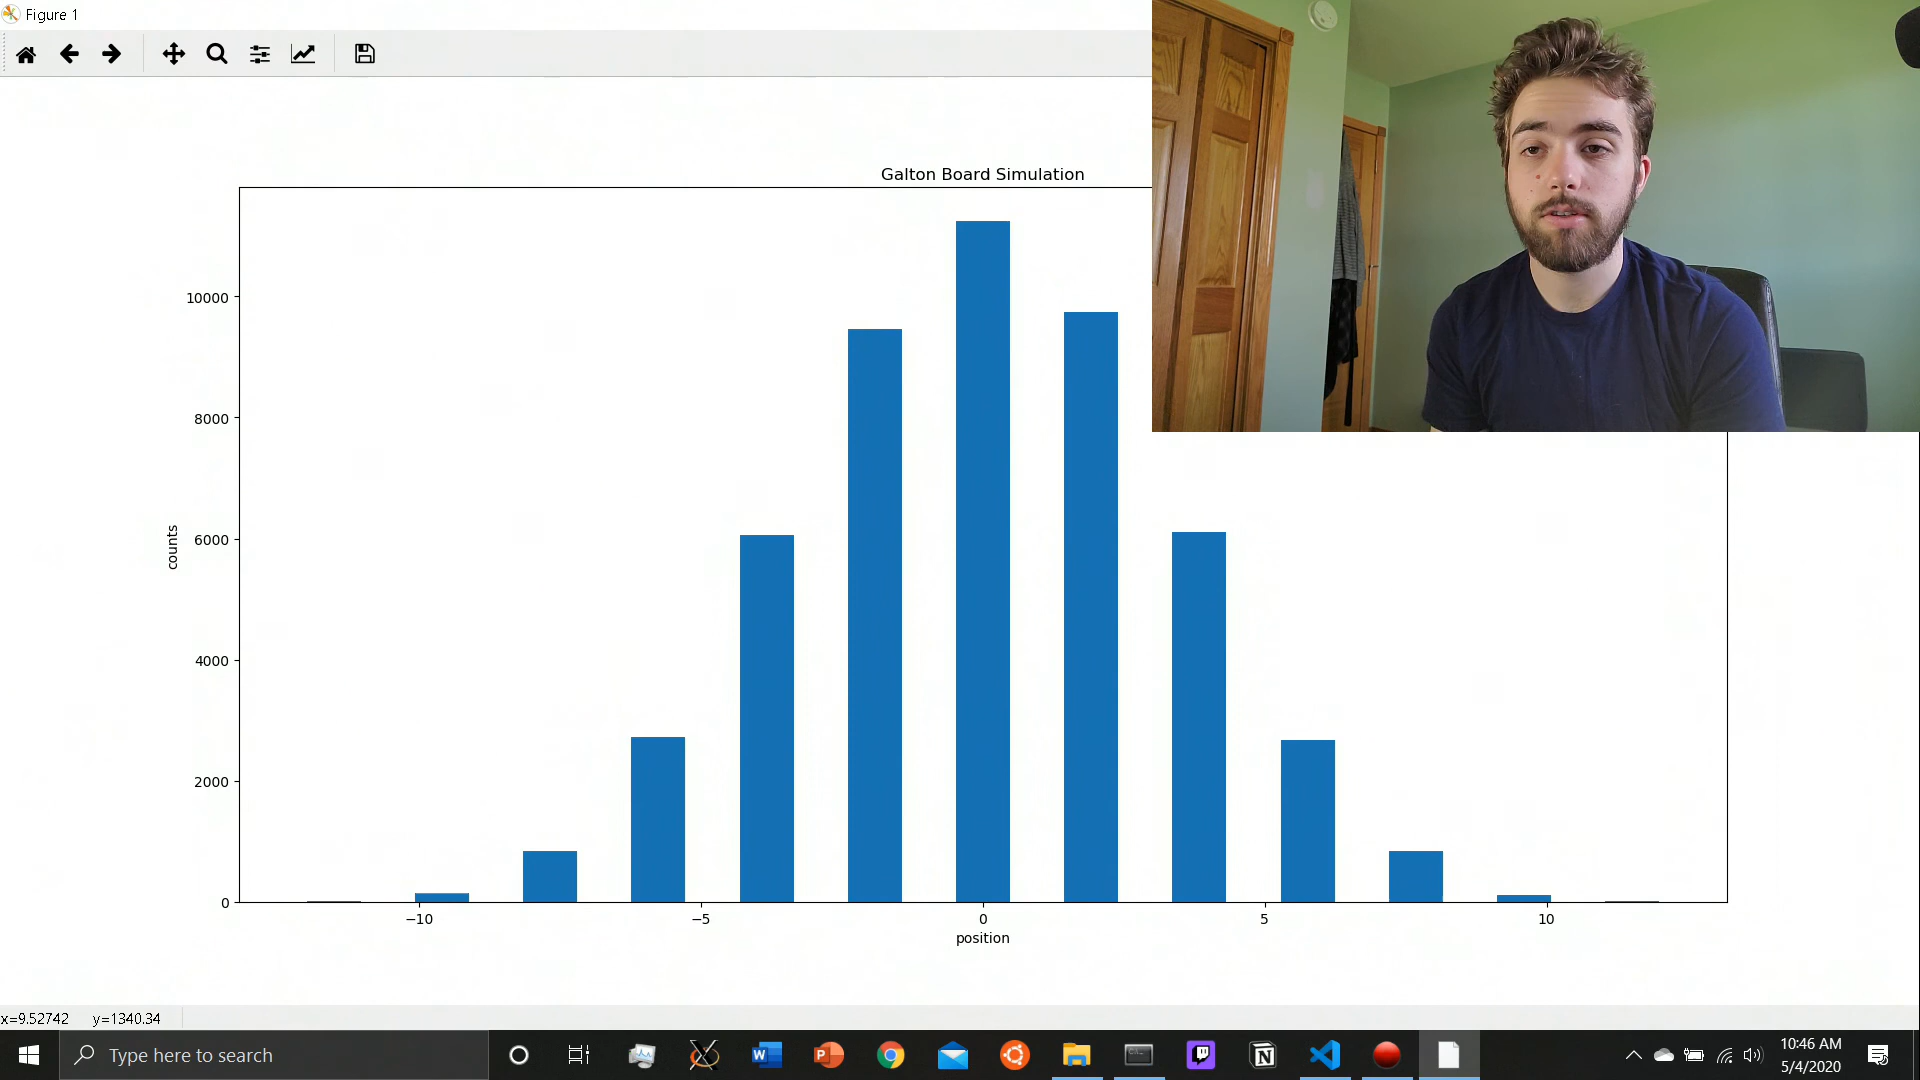 Figure 1
Galton Board Simulation
10000
8000
6000
4000
2000
0
counts
−10
−5
0
5
10
position
x=9.52742 y=1340.34
Type here to search
10:46 AM
5/4/2020